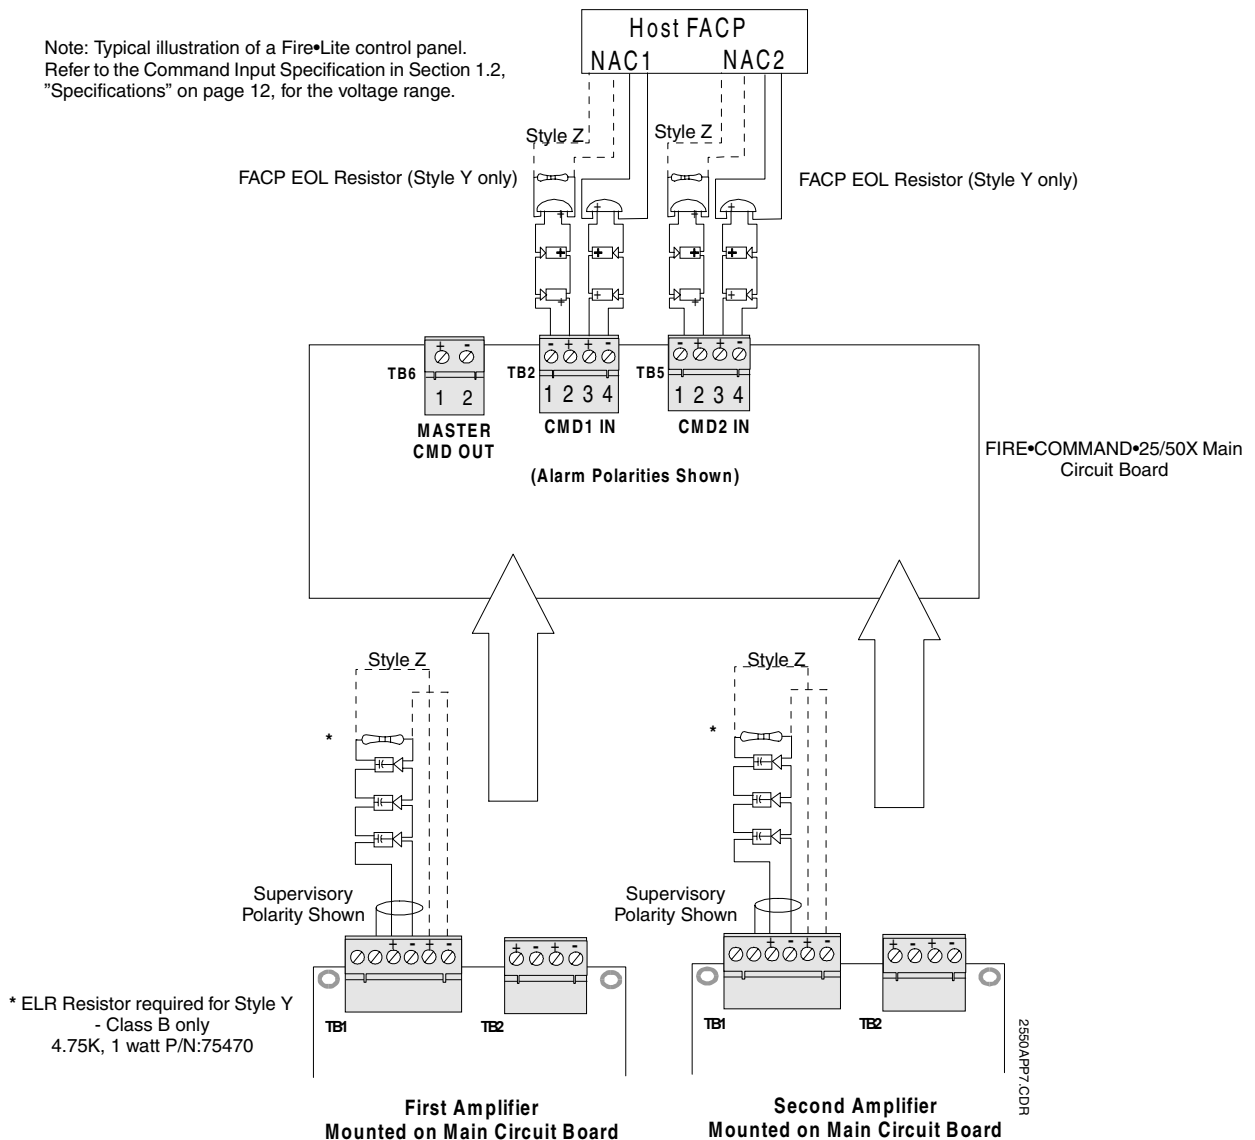 Host FACP
NAC1 NAC2
Note: Typical illustration of a Fire•Lite control panel.
Refer to the Command Input Specification in Section 1.2,
"Specifications" on page 12, for the voltage range.
Style Z Style Z
FACP EOL Resistor (Style Y only) FACP EOL Resistor (Style Y only)
+ +
+ +
+ +
+ +
+ +
+ +
+ - - + + - - + + -
TB6 TB2 TB5
1 2 1 2 3 4 1 2 3 4
MASTER
CMD OUT
CMD1 IN CMD2 IN
(Alarm Polarities Shown)
FIRE•COMMAND•25/50X Main
Circuit Board
Style Z Style Z
* *
Supervisory
Polarity Shown
Supervisory
Polarity Shown
+ - + - + - + -
+ - + - + - + -
* ELR Resistor required for Style Y
- Class B only
4.75K, 1 watt P/N:75470
TB1 TB2 TB1 TB2
2550APP7.CDR
First Amplifier
Mounted on Main Circuit Board
Second Amplifier
Mounted on Main Circuit Board